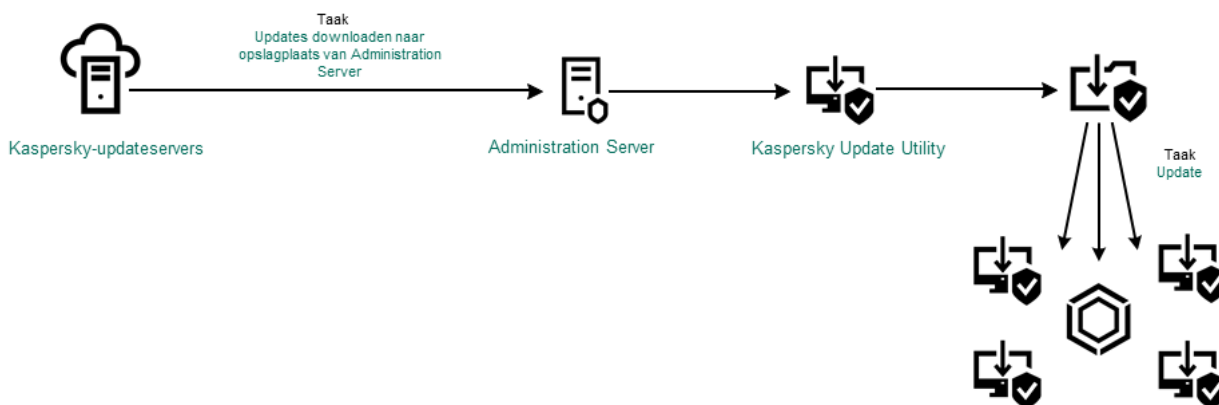 Taak
Updates downloaden naar
opslagplaats van Administration
Server
Kaspersky-updateservers
Administration Server
Kaspersky Update Utility
Taak
Update